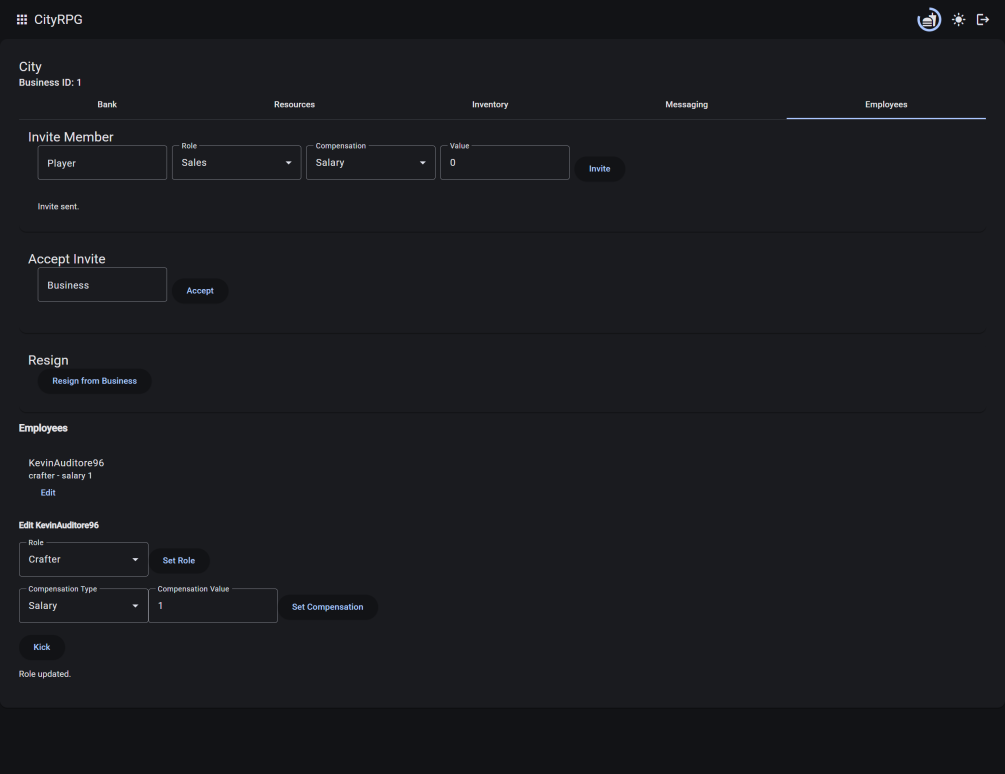 CityRPG
City
Business ID: 1
Bank Resources Inventory Messaging Employees
Invite Member
Role Compensation Value
Player Sales Salary 0 Invite
Invite sent.
Accept Invite
Business Accept
Resign
Resign from Business
Employees
KevinAuditore96
crafter - salary 1
Edit
Edit KevinAuditore96
Role
Crafter Set Role
Compensation Type Compensation Value
Salary 1 Set Compensation
Kick
Role updated.